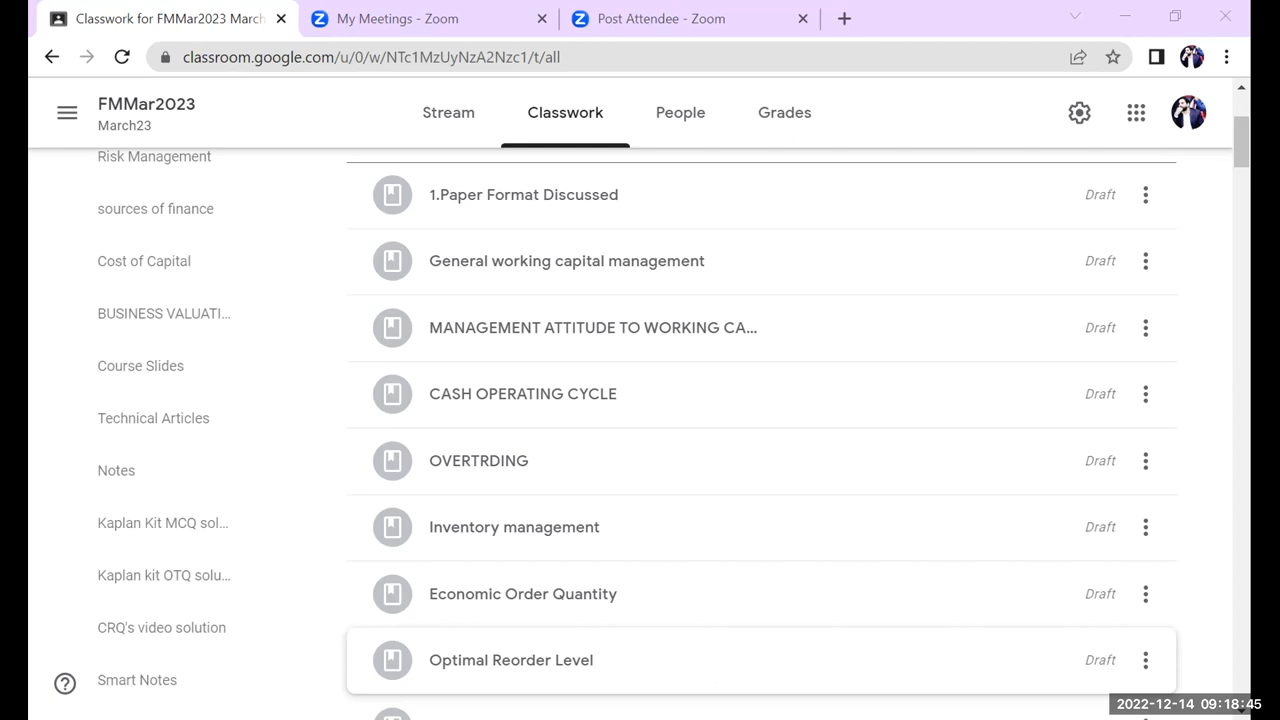 Classwork for FMMar2023 March
My Meetings - Zoom
Post Attendee - Zoom
classroom.google.com/u/0/w/NTc1MzUyNzA2Nzc1/t/all
FMMar2023
March23
Stream
Classwork
People
Grades
Risk Management
sources of finance
Cost of Capital
BUSINESS VALUATI...
Course Slides
Technical Articles
Notes
Kaplan Kit MCQ sol...
Kaplan kit OTQ solu...
CRQ's video solution
Smart Notes
1.Paper Format Discussed Draft
General working capital management Draft
MANAGEMENT ATTITUDE TO WORKING CA... Draft
CASH OPERATING CYCLE Draft
OVERTRDING Draft
Inventory management Draft
Economic Order Quantity Draft
Optimal Reorder Level Draft
2022-12-14 09:18:45